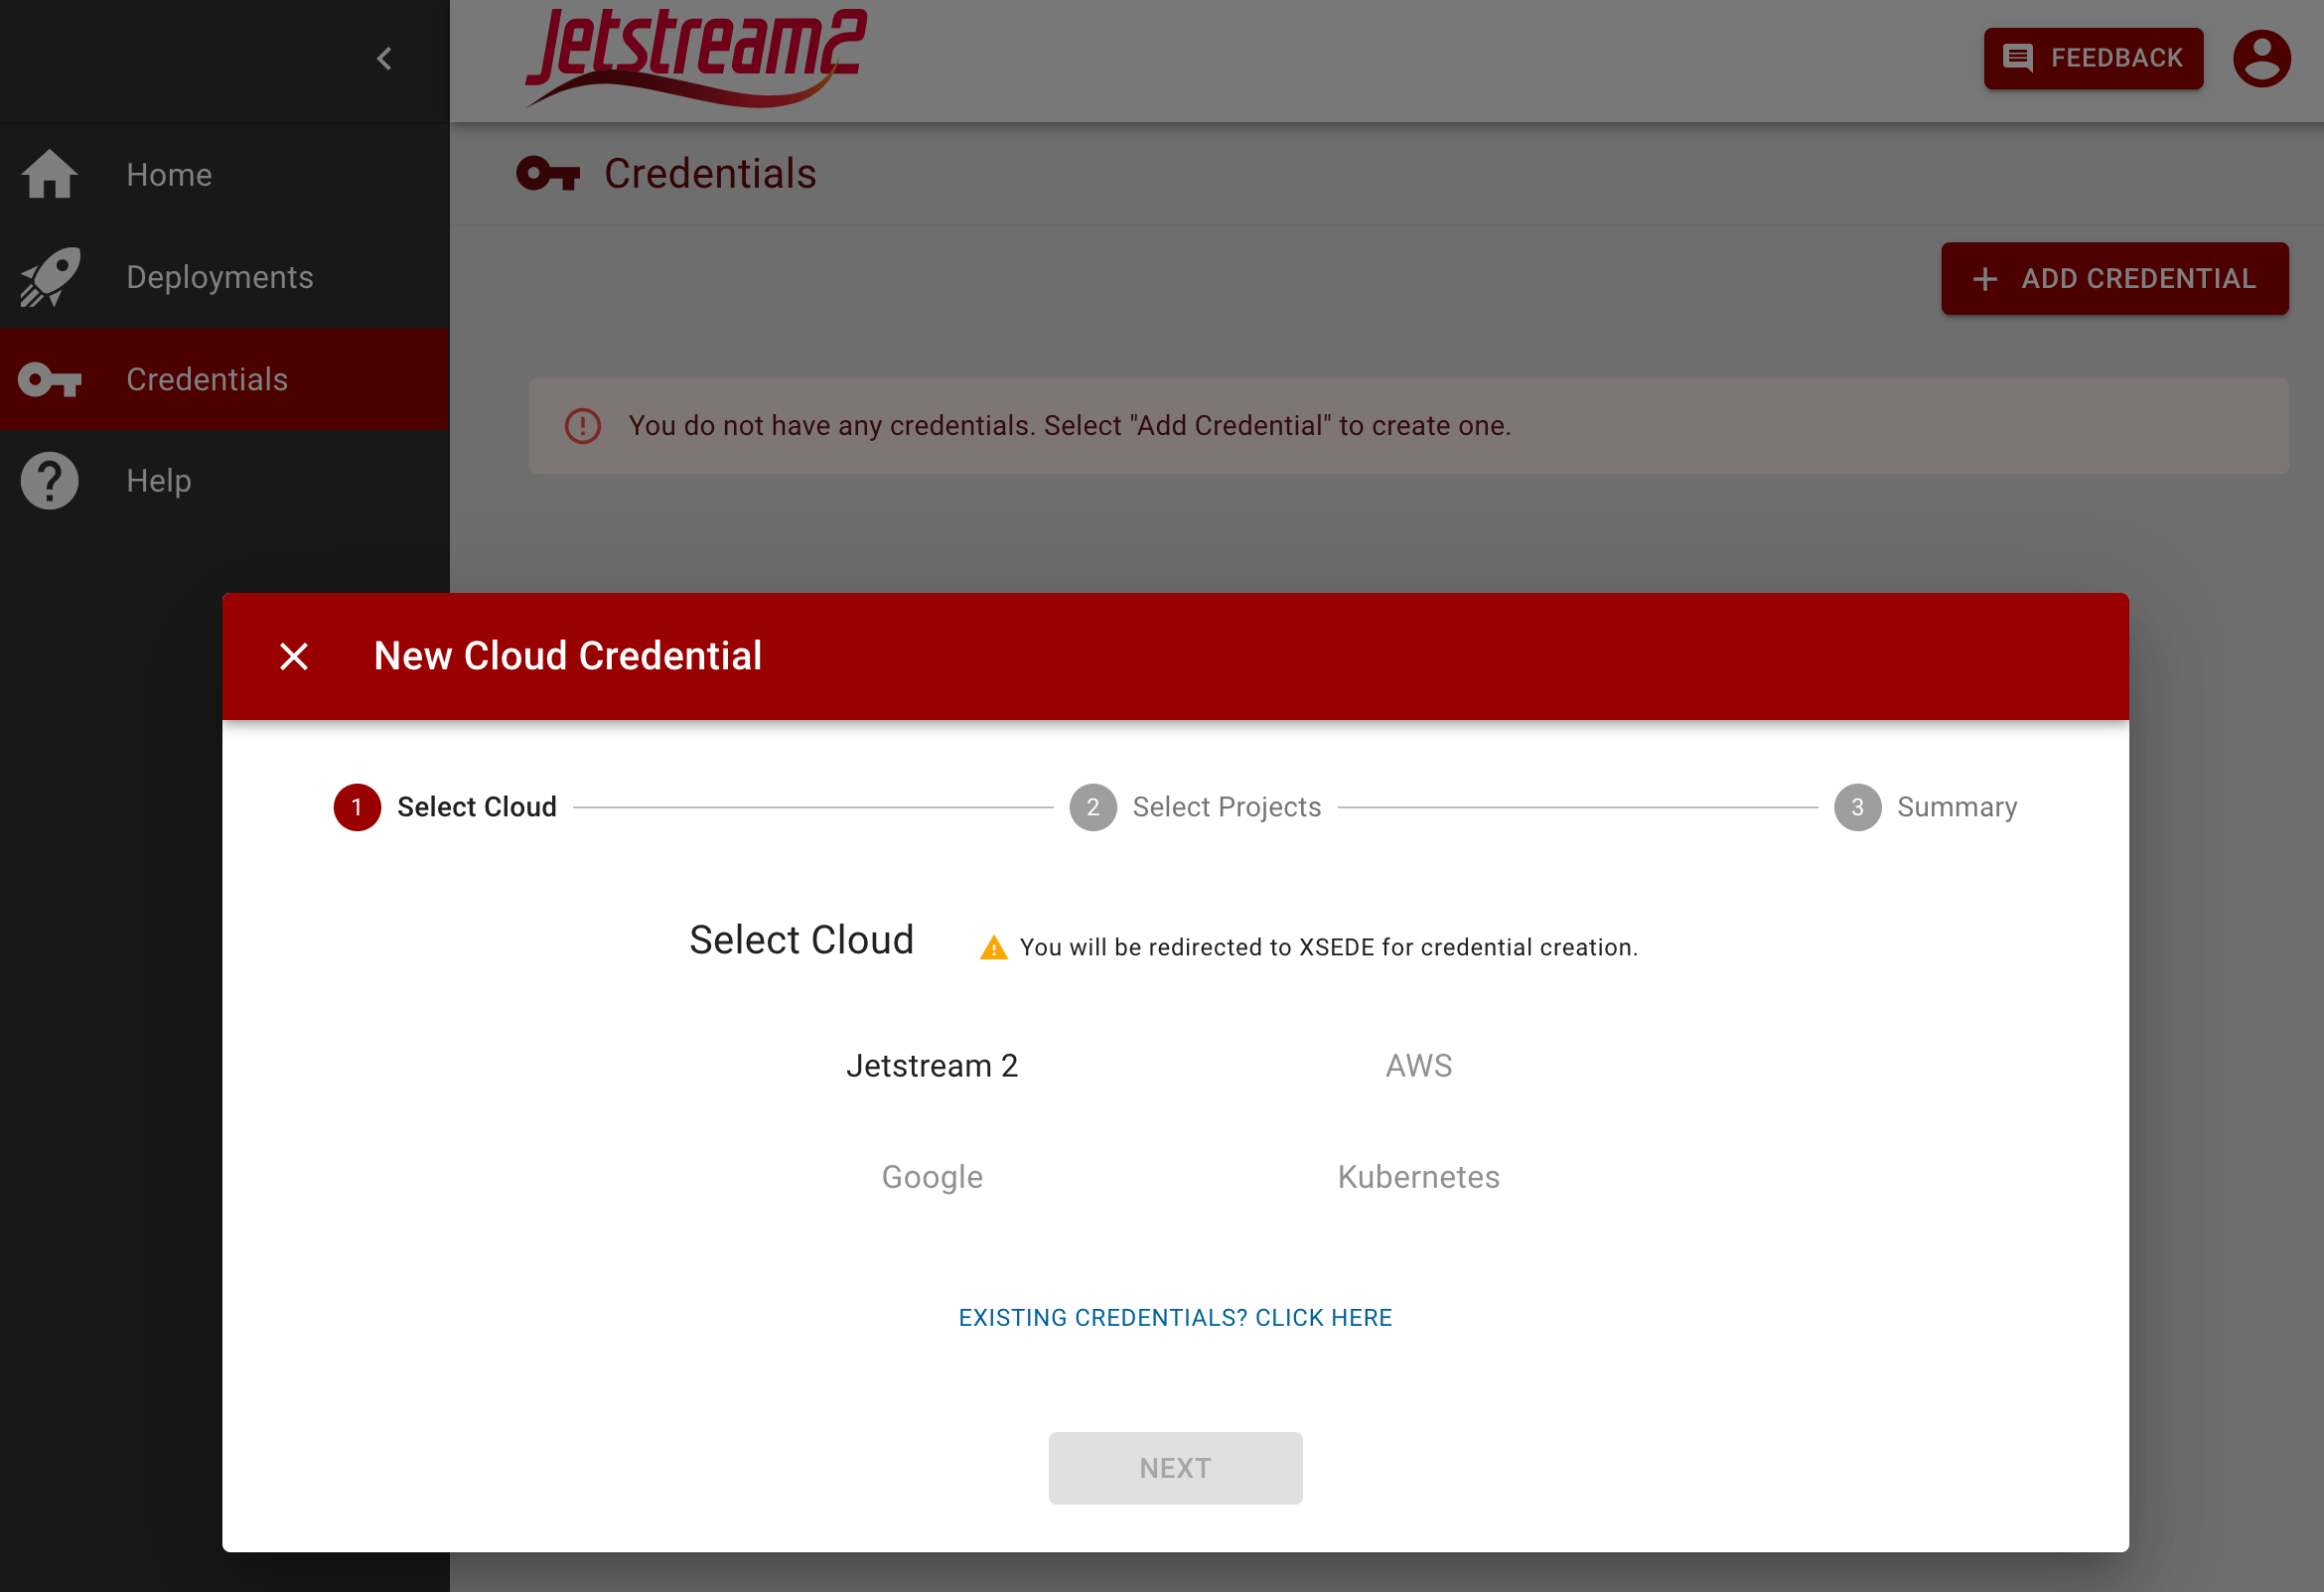 Jetstream2
FEEDBACK
Home
Deployments
Credentials
Help
Credentials
ADD CREDENTIAL
You do not have any credentials. Select "Add Credential" to create one.
New Cloud Credential
1 Select Cloud 2 Select Projects 3 Summary
Select Cloud
You will be redirected to XSEDE for credential creation.
Jetstream 2 AWS
Google Kubernetes
EXISTING CREDENTIALS? CLICK HERE
NEXT